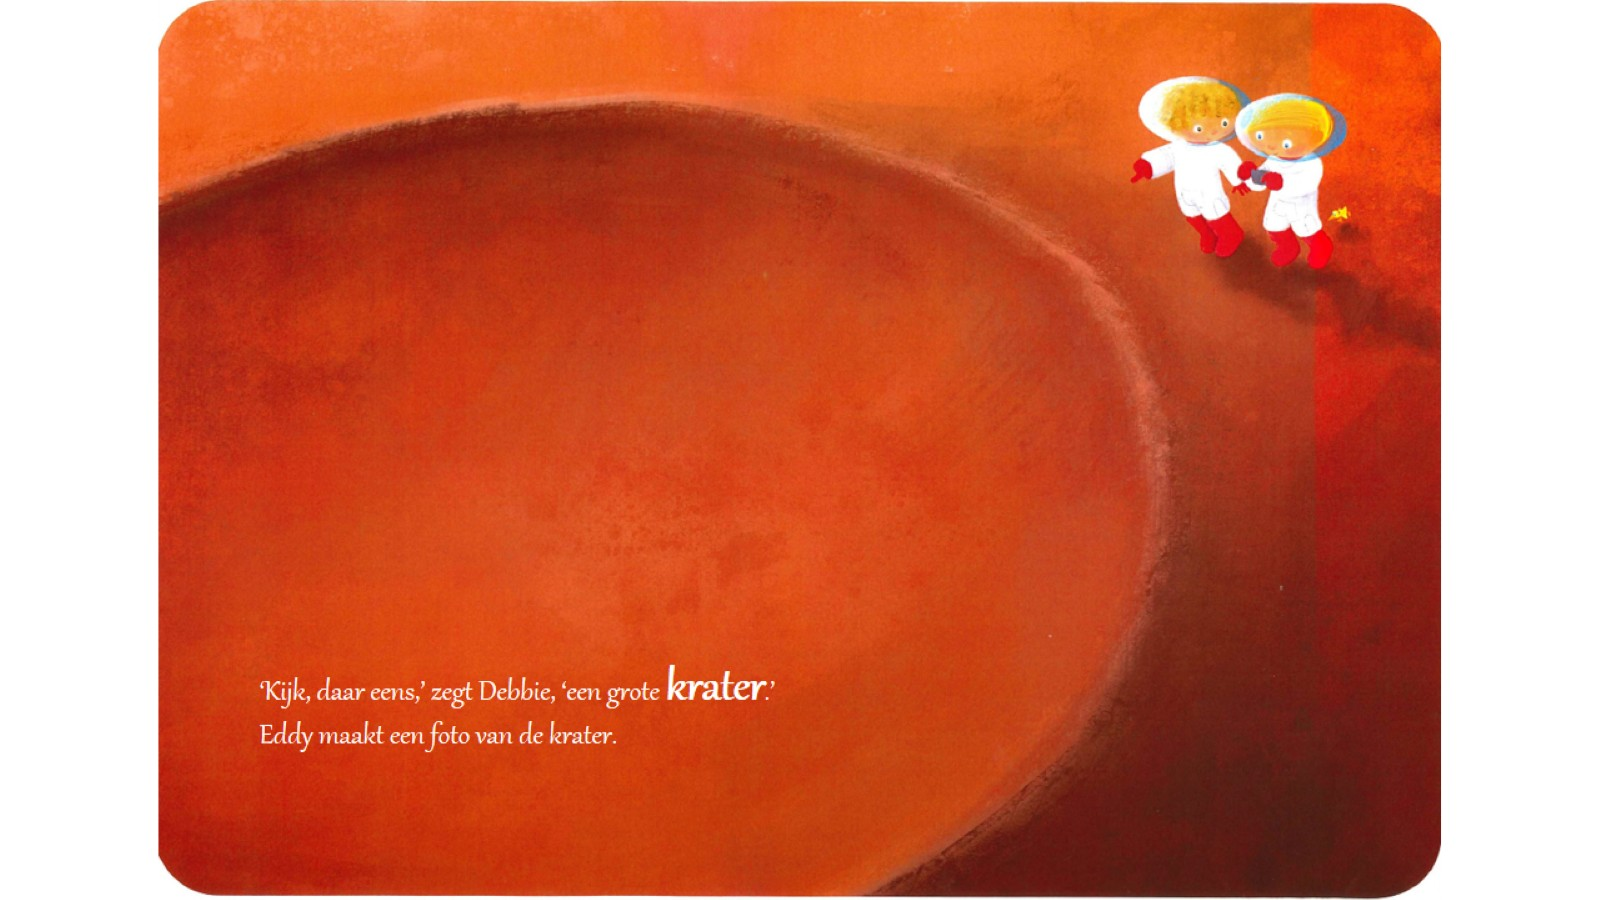 ‘Kijk, daar eens,’ zegt Debbie, ‘een grote krater.’
Eddy maakt een foto van de krater.